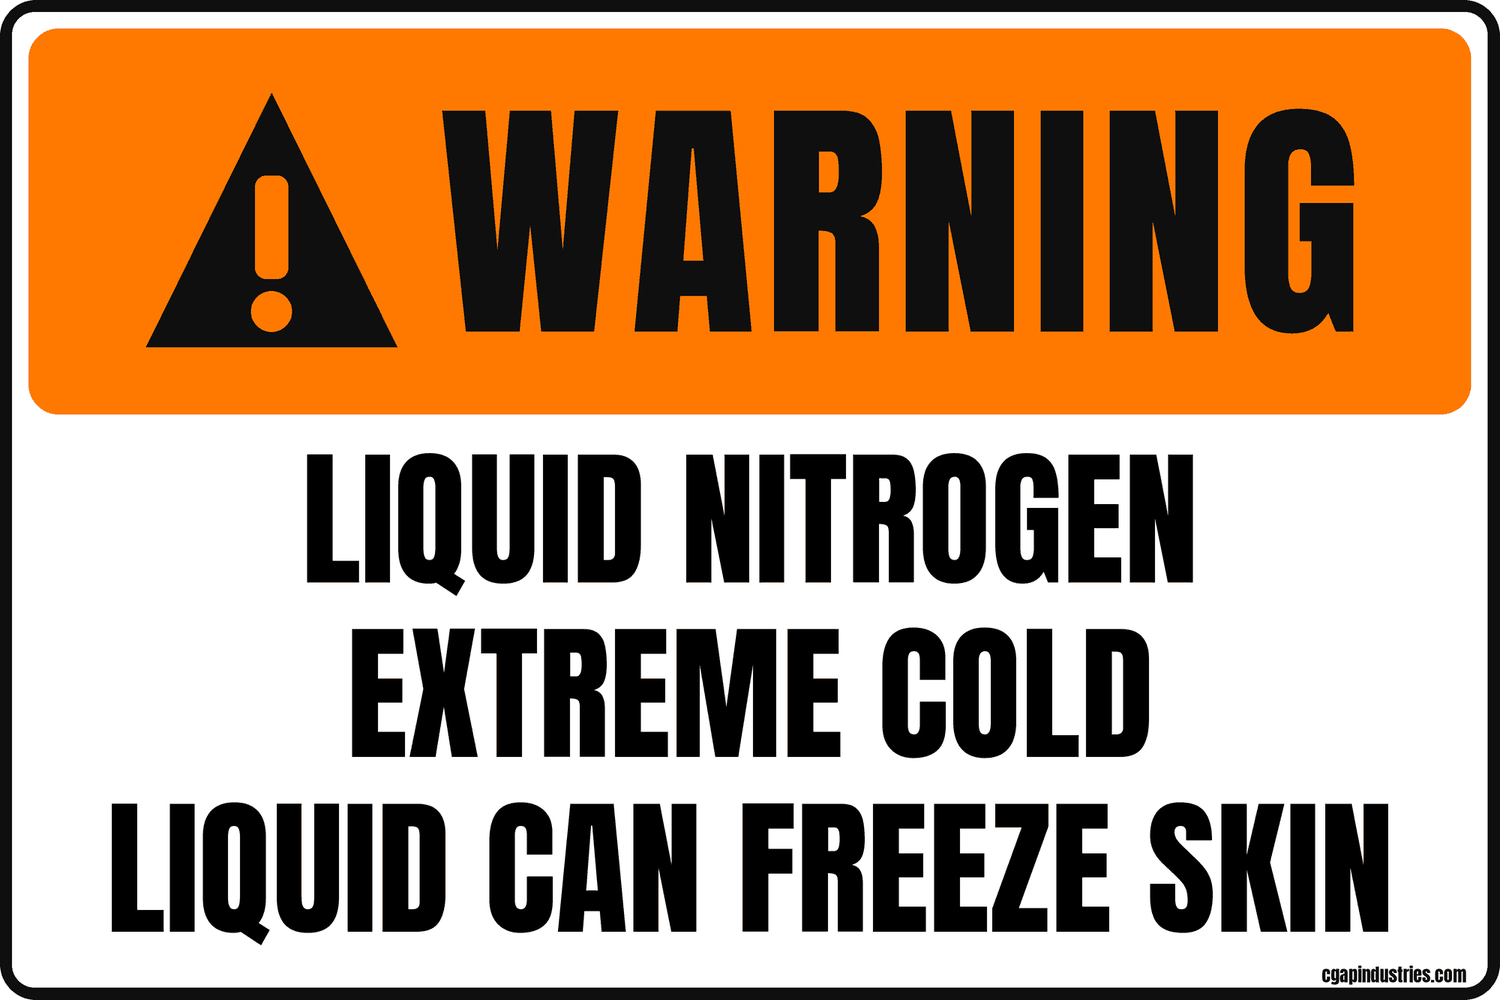 WARNING
LIQUID NITROGEN
EXTREME COLD
LIQUID CAN FREEZE SKIN
cgapindustries.com